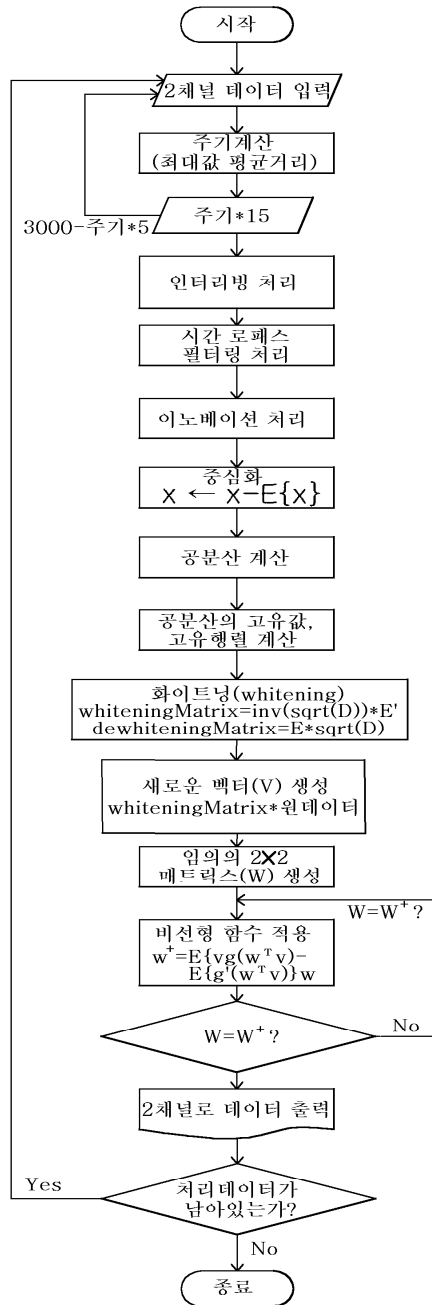 시작
2채널 데이터 입력
주기계산
(최대값 평균거리)
주기*15
3000-주기*5
인터리빙 처리
시간 로패스
필터링 처리
이노베이션 처리
중심화
x ← x-E{x}
공분산 계산
공분산의 고유값,
고유행렬 계산
화이트닝(whitening)
whiteningMatrix=inv(sqrt(D))*E'
dewhiteningMatrix=E*sqrt(D)
새로운 벡터(V) 생성
whiteningMatrix*원데이터
임의의 2×2
매트릭스(W) 생성
W=W⁺?
비선형 함수 적용
w⁺=E{vg(wᵀv)-
E{g'(wᵀv)}w
W=W⁺?
No
2채널로 데이터 출력
Yes
처리데이터가
남아있는가?
No
종료